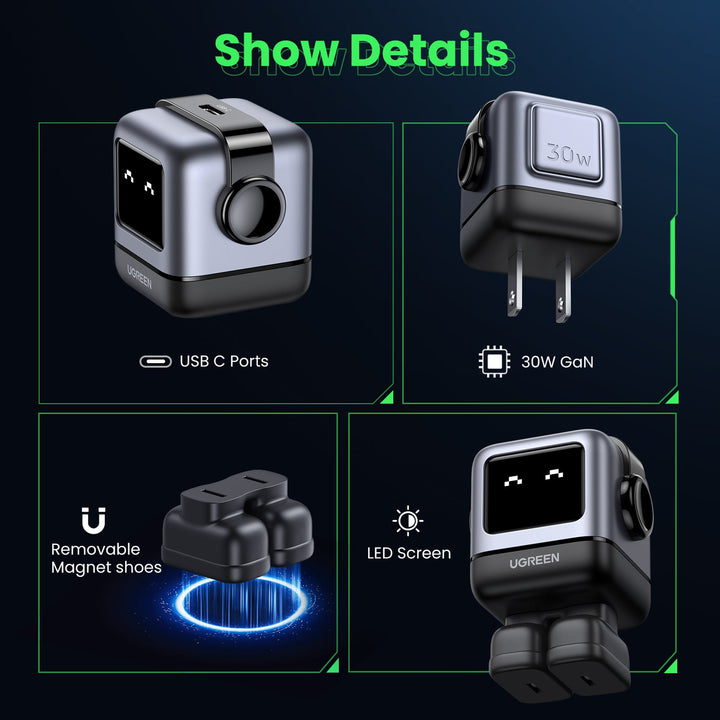 Show Details
UGREEN
30w
USB C Ports
30W GaN
Removable
Magnet shoes
LED Screen
UGREEN